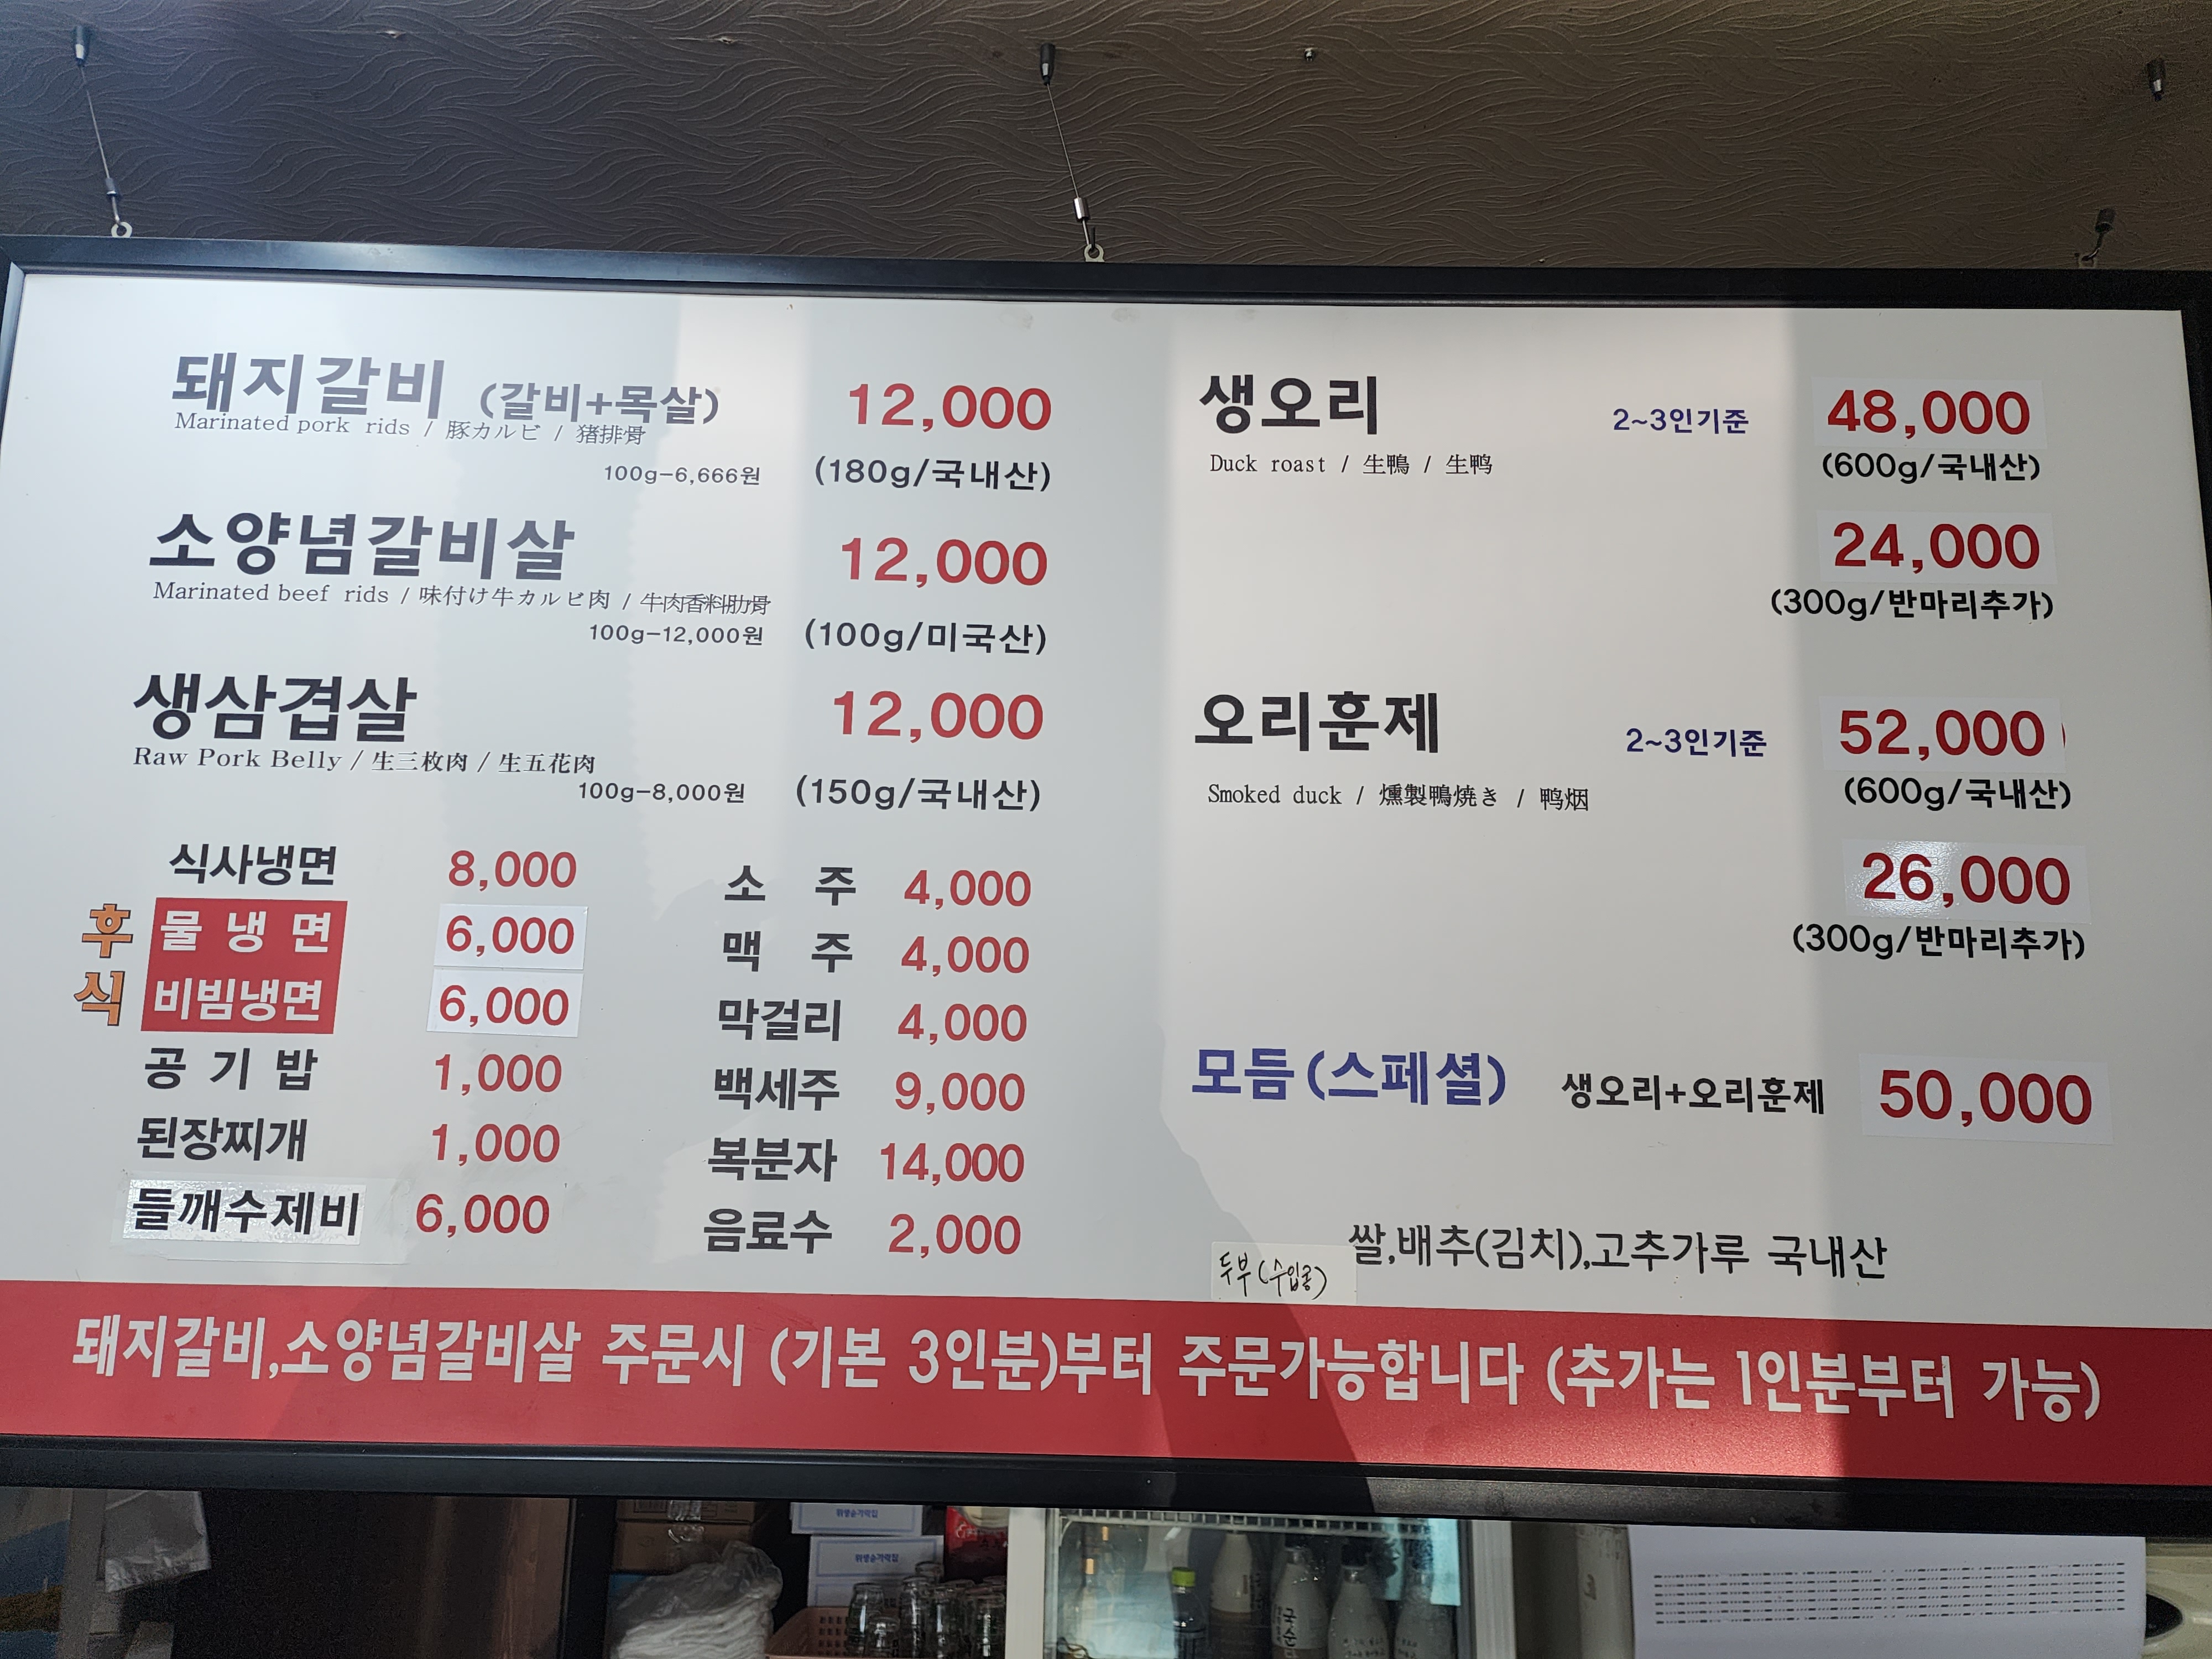 돼지갈비 (갈비+목살) 12,000
Marinated pork rids / 豚カルビ / 猪排骨
100g-6,666원 (180g/국내산)
소양념갈비살 12,000
Marinated beef rids / 味付け牛カルビ肉 / 牛肉香料肋骨
100g-12,000원 (100g/미국산)
생삼겹살 12,000
Raw Pork Belly / 生三枚肉 / 生五花肉
100g-8,000원 (150g/국내산)
식사냉면 8,000
후식
물 냉 면 6,000
비빔냉면 6,000
공 기 밥 1,000
된장찌개 1,000
들깨수제비 6,000
소 주 4,000
맥 주 4,000
막걸리 4,000
백세주 9,000
복분자 14,000
음료수 2,000
생오리 2~3인기준 48,000
Duck roast / 生鴨 / 生鸭
(600g/국내산)
24,000
(300g/반마리추가)
오리훈제 2~3인기준 52,000
Smoked duck / 燻製鴨焼き / 鸭烟
(600g/국내산)
26,000
(300g/반마리추가)
모듬(스페셜) 생오리+오리훈제 50,000
쌀,배추(김치),고추가루 국내산
두부(수입콩)
돼지갈비,소양념갈비살 주문시 (기본 3인분)부터 주문가능합니다 (추가는 1인분부터 가능)
위생숟가락집
위생숟가락집